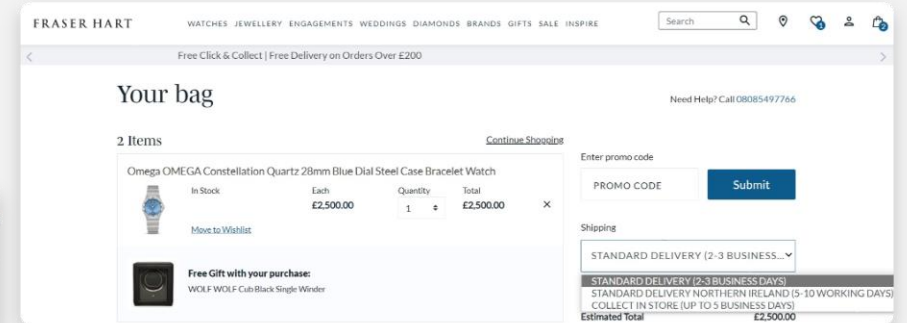 FRASER HART
WATCHES JEWELLERY ENGAGEMENTS WEDDINGS DIAMONDS BRANDS GIFTS SALE INSPIRE
Search
1
2
Free Click & Collect | Free Delivery on Orders Over £200
Your bag
Need Help? Call 08085497766
2 Items
Continue Shopping
Omega OMEGA Constellation Quartz 28mm Blue Dial Steel Case Bracelet Watch
In Stock
Each
Quantity
Total
£2,500.00
1
£2,500.00
Move to Wishlist
Free Gift with your purchase:
WOLF WOLF Cub Black Single Winder
Enter promo code
PROMO CODE
Submit
Shipping
STANDARD DELIVERY (2-3 BUSINESS...
STANDARD DELIVERY (2-3 BUSINESS DAYS)
STANDARD DELIVERY NORTHERN IRELAND (5-10 WORKING DAYS)
COLLECT IN STORE (UP TO 5 BUSINESS DAYS)
Estimated Total
£2,500.00